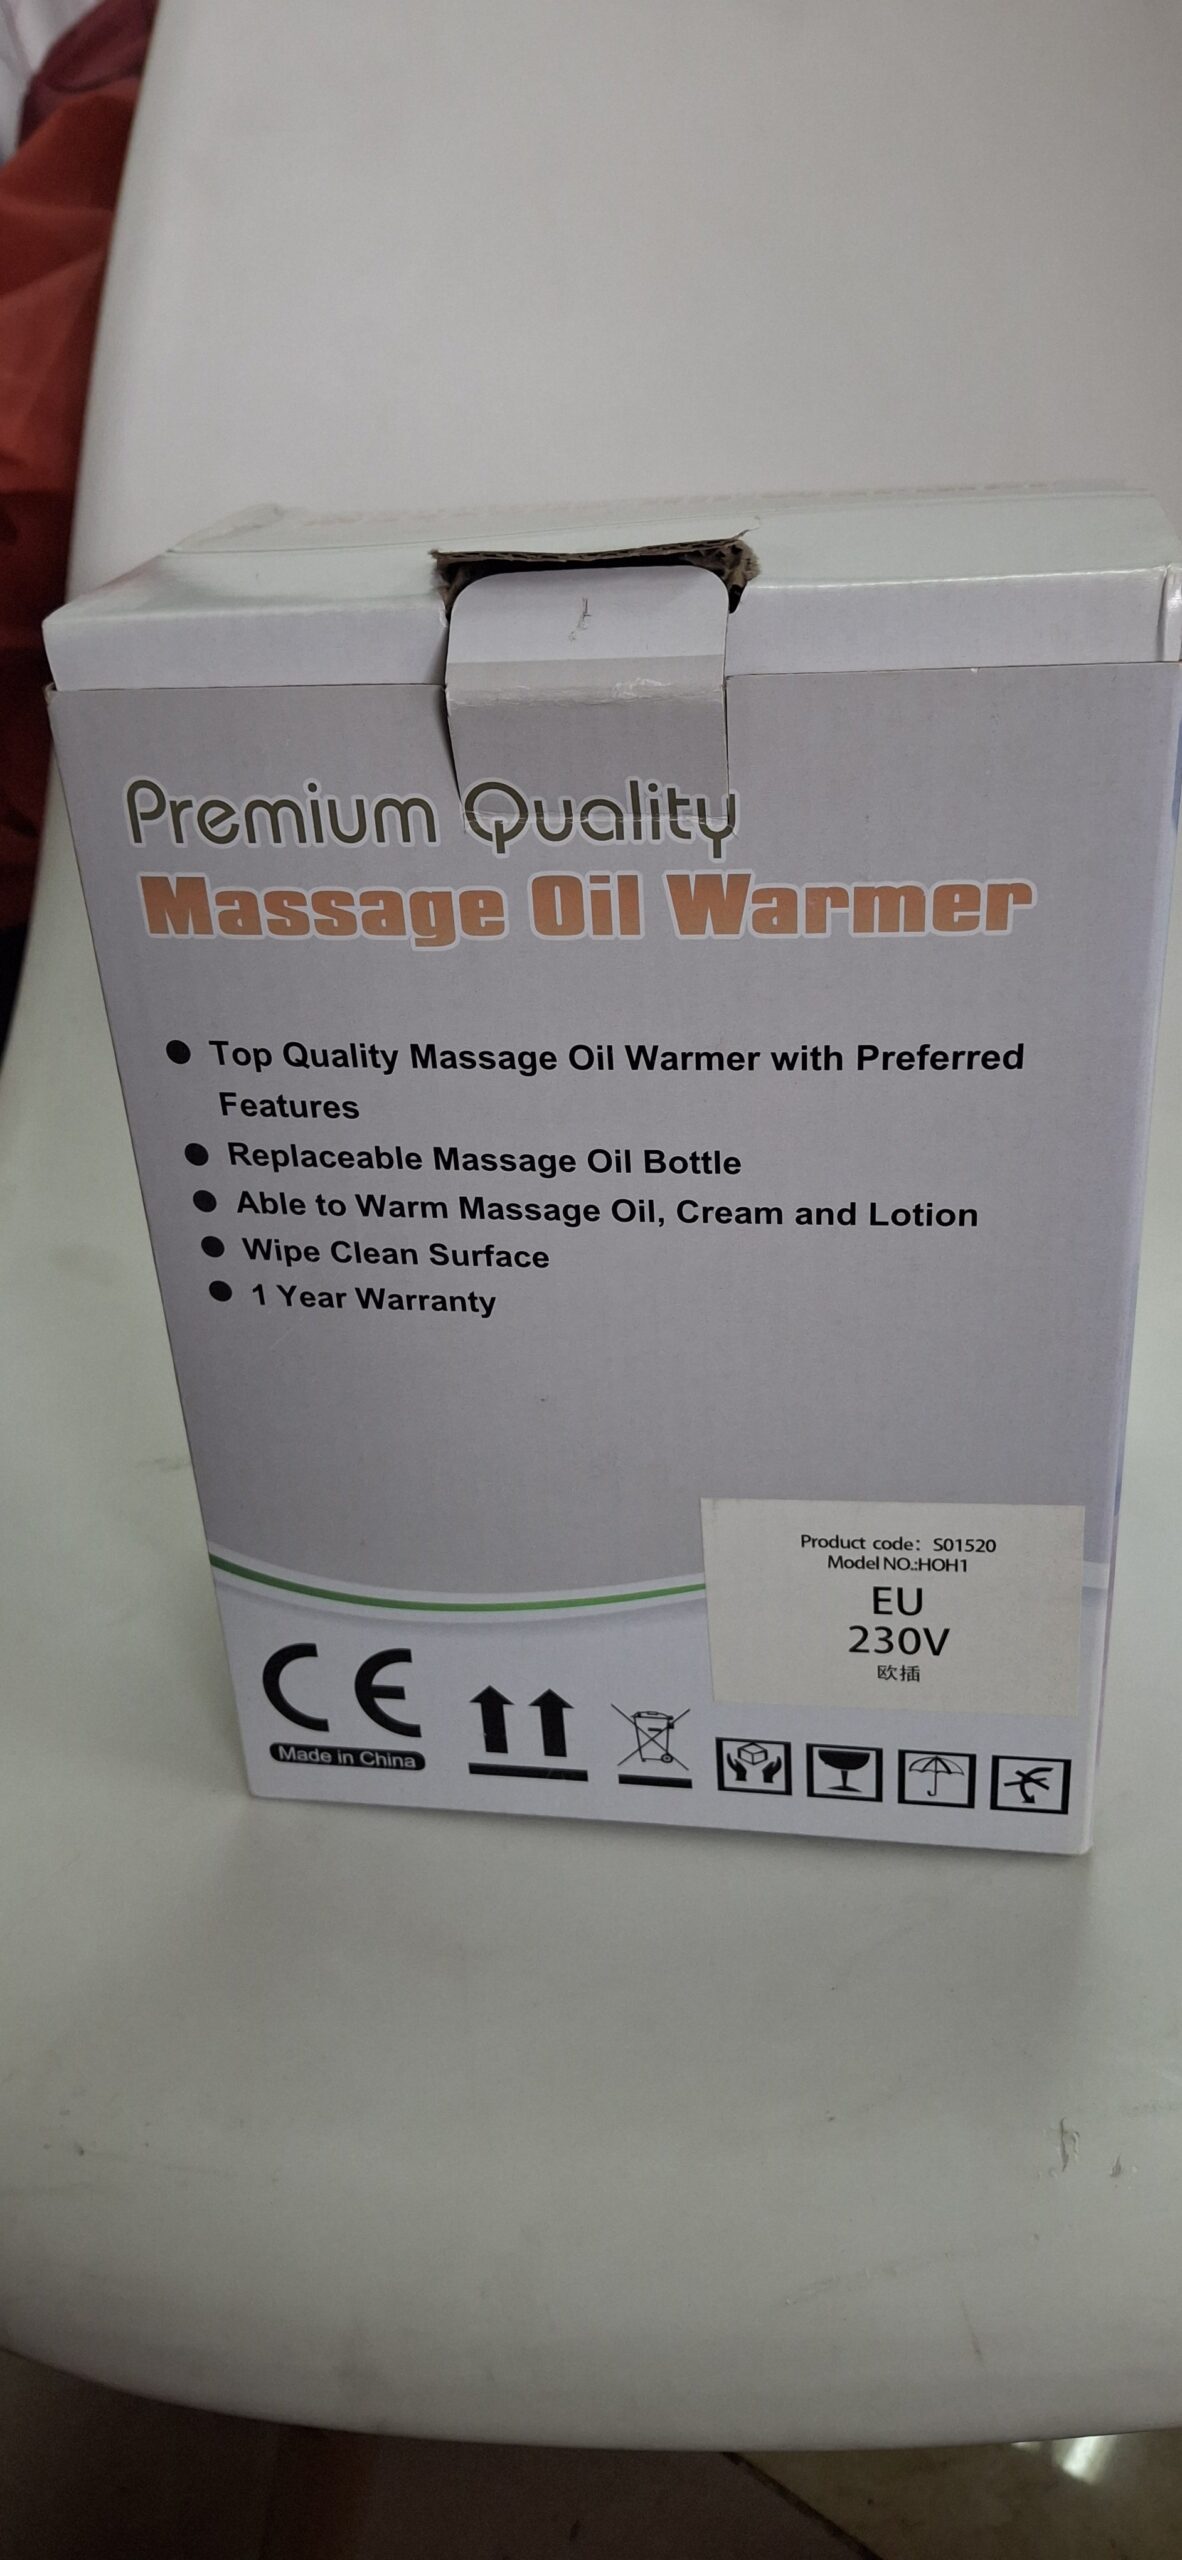 Premium Quality
Massage Oil Warmer
● Top Quality Massage Oil Warmer with Preferred
Features
● Replaceable Massage Oil Bottle
● Able to Warm Massage Oil, Cream and Lotion
● Wipe Clean Surface
● 1 Year Warranty
Product code: S01520
Model NO.:HOH1
EU
230V
欧插
CE
Made in China